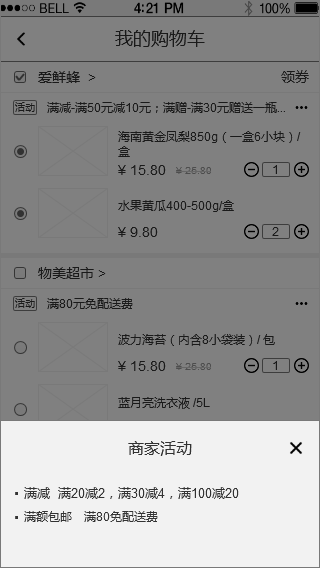 BELL 4:21 PM 100%
我的购物车
爱鲜蜂 > 领券
活动 满减-满50元减10元；满赠-满30元赠送一瓶... •••
海南黄金凤梨850g（一盒6小块）/
盒
¥ 15.80 ¥ 25.80 1
水果黄瓜400-500g/盒
¥ 9.80 2
物美超市 >
活动 满80元免配送费 •••
波力海苔（内含8小袋装）/ 包
¥ 15.80 ¥ 25.80 1
蓝月亮洗衣液 /5L
商家活动
▪ 满减 满20减2，满30减4，满100减20
▪ 满额包邮 满80免配送费